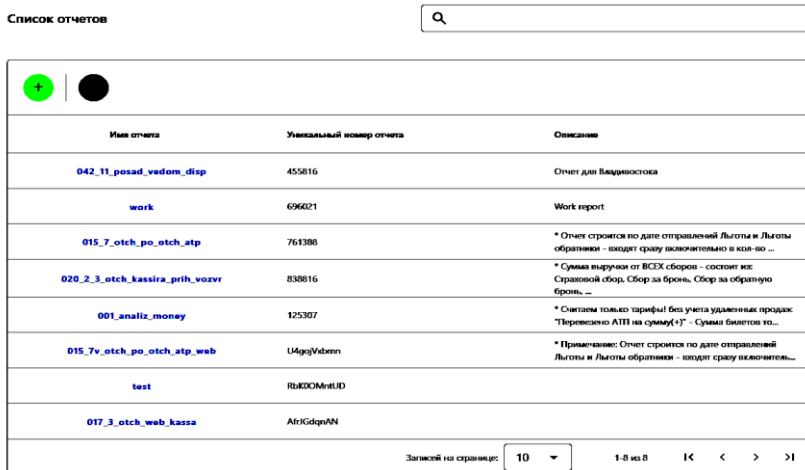 Список отчетов
+
Имя отчета Уникальный номер отчета Описание
042_11_posad_vedom_disp 455816 Отчет для Владивостока
work 696021 Work report
015_7_otch_po_otch_atp 761388 * Отчет строится по дате отправлений Льготы и Льготы
обратники - входят сразу включительно в кол-во ...
020_2_3_otch_kassira_prih_vozvr 838816 * Сумма выручки от ВСЕХ сборов - состоит из:
Страховой сбор, Сбор за бронь, Сбор за обратную
бронь, ...
001_analiz_money 125307 * Считаем только тарифы! без учета удаленных продаж
"Перевезено АТП на сумму(+)" - Сумма билетов то...
015_7v_otch_po_otch_atp_web U4gojVxbmn * Примечание: Отчет строится по дате отправлений
Льготы и Льготы обратники - входят сразу включитель...
test RbK0OMntUD
017_3_otch_web_kassa AfrJGdqnAN
Записей на странице: 10 1-8 из 8